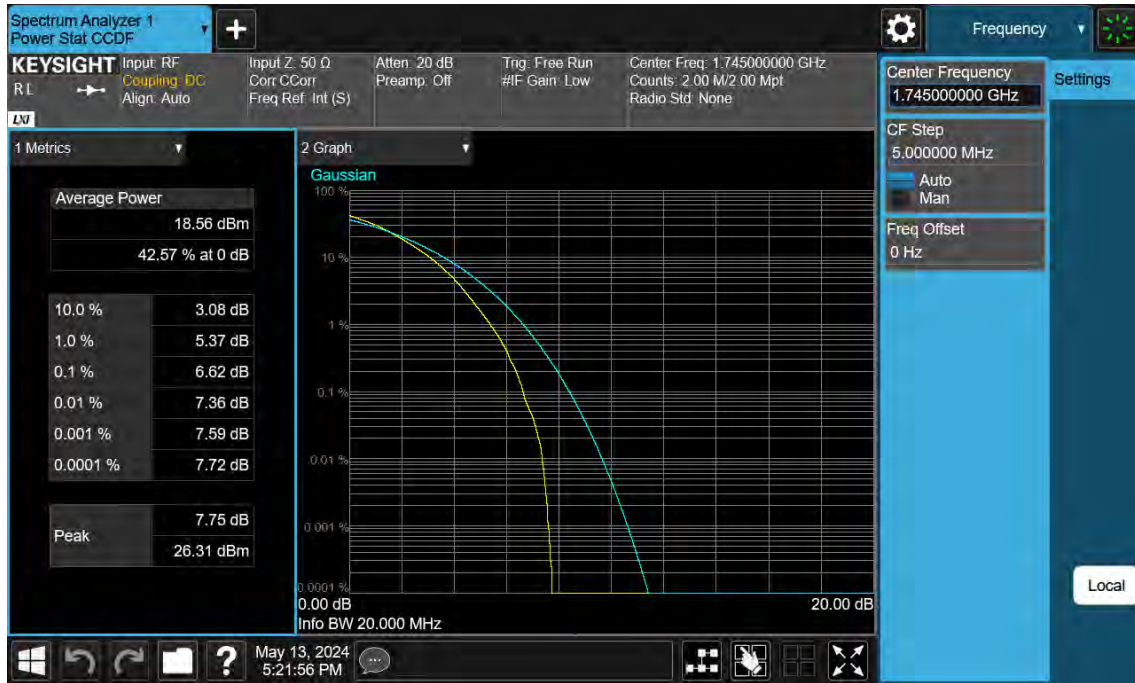 Spectrum Analyzer 1
Power Stat CCDF
+
Frequency
KEYSIGHT
RL
LXI
Input: RF
Coupling: DC
Align: Auto
Input Z: 50 Ω
Corr CCorr
Freq Ref: Int (S)
Atten: 20 dB
Preamp: Off
Trig: Free Run
#IF Gain: Low
Center Freq: 1.745000000 GHz
Counts: 2.00 M/2.00 Mpt
Radio Std: None
Center Frequency
1.745000000 GHz
Settings
CF Step
5.000000 MHz
Auto
Man
Freq Offset
0 Hz
Local
1 Metrics
Average Power
18.56 dBm
42.57 % at 0 dB
10.0 % 3.08 dB
1.0 % 5.37 dB
0.1 % 6.62 dB
0.01 % 7.36 dB
0.001 % 7.59 dB
0.0001 % 7.72 dB
Peak
7.75 dB
26.31 dBm
2 Graph
Gaussian
100 %
10 %
1 %
0.1 %
0.01 %
0.001 %
0.0001 %
0.00 dB 20.00 dB
Info BW 20.000 MHz
?
May 13, 2024
5:21:56 PM